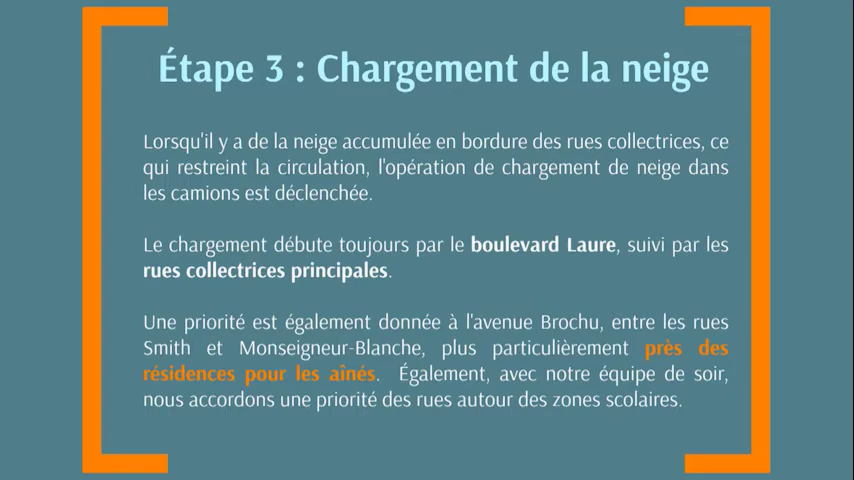 Étape 3 : Chargement de la neige
Lorsqu'il y a de la neige accumulée en bordure des rues collectrices, ce
qui restreint la circulation, l'opération de chargement de neige dans
les camions est déclenchée.
Le chargement débute toujours par le boulevard Laure, suivi par les
rues collectrices principales.
Une priorité est également donnée à l'avenue Brochu, entre les rues
Smith et Monseigneur-Blanche, plus particulièrement près des
résidences pour les aînés. Également, avec notre équipe de soir,
nous accordons une priorité des rues autour des zones scolaires.